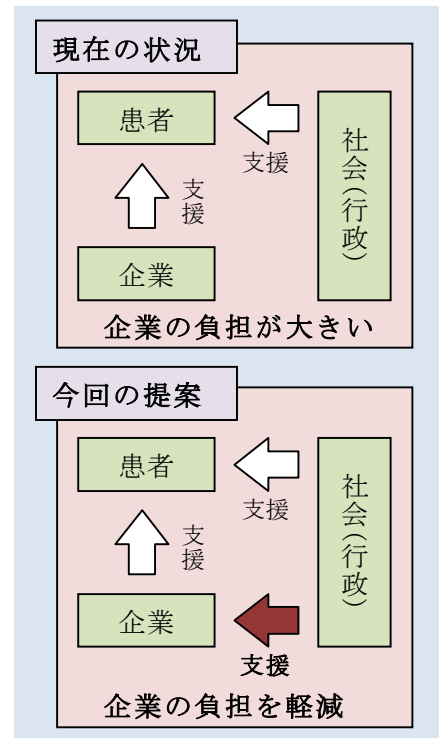 現在の状況
患者
支援
社会(行政)
支援
企業
企業の負担が大きい
今回の提案
患者
支援
社会(行政)
支援
企業
支援
企業の負担を軽減